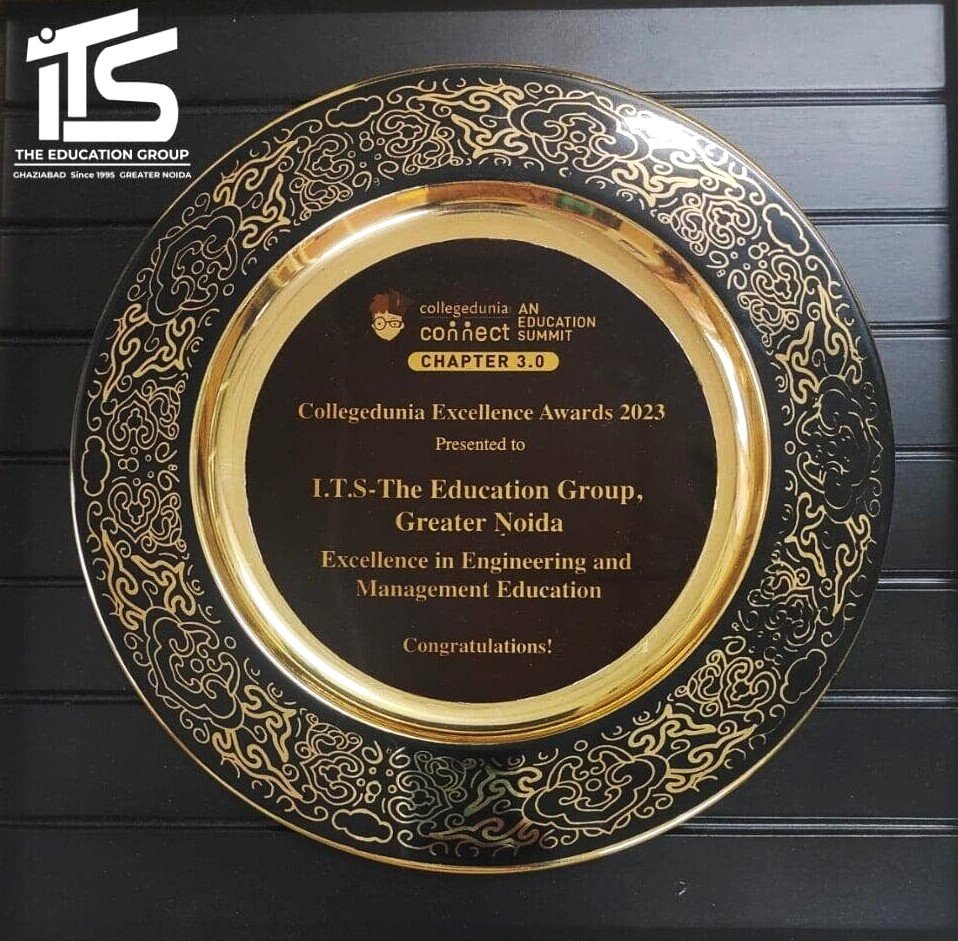 iTS
THE EDUCATION GROUP
GHAZIABAD Since 1995 GREATER NOIDA
collegedunia
connect
AN
EDUCATION
SUMMIT
CHAPTER 3.0
Collegedunia Excellence Awards 2023
Presented to
I.T.S-The Education Group,
Greater Noida
Excellence in Engineering and
Management Education
Congratulations!